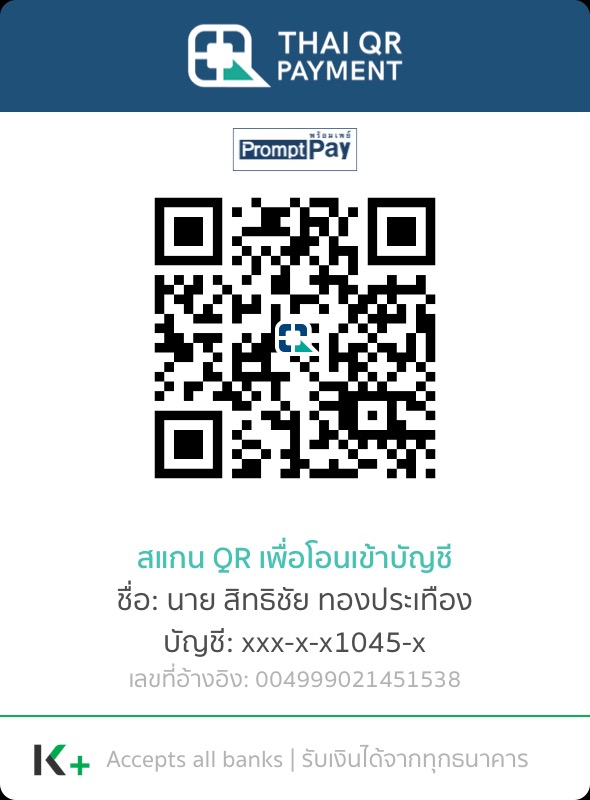 THAI QR
PAYMENT
พร้อมเพย์
PromptPay
สแกน QR เพื่อโอนเข้าบัญชี
ชื่อ: นาย สิทธิชัย ทองประเทือง
บัญชี: xxx-x-x1045-x
เลขที่อ้างอิง: 004999021451538
K+ Accepts all banks | รับเงินได้จากทุกธนาคาร